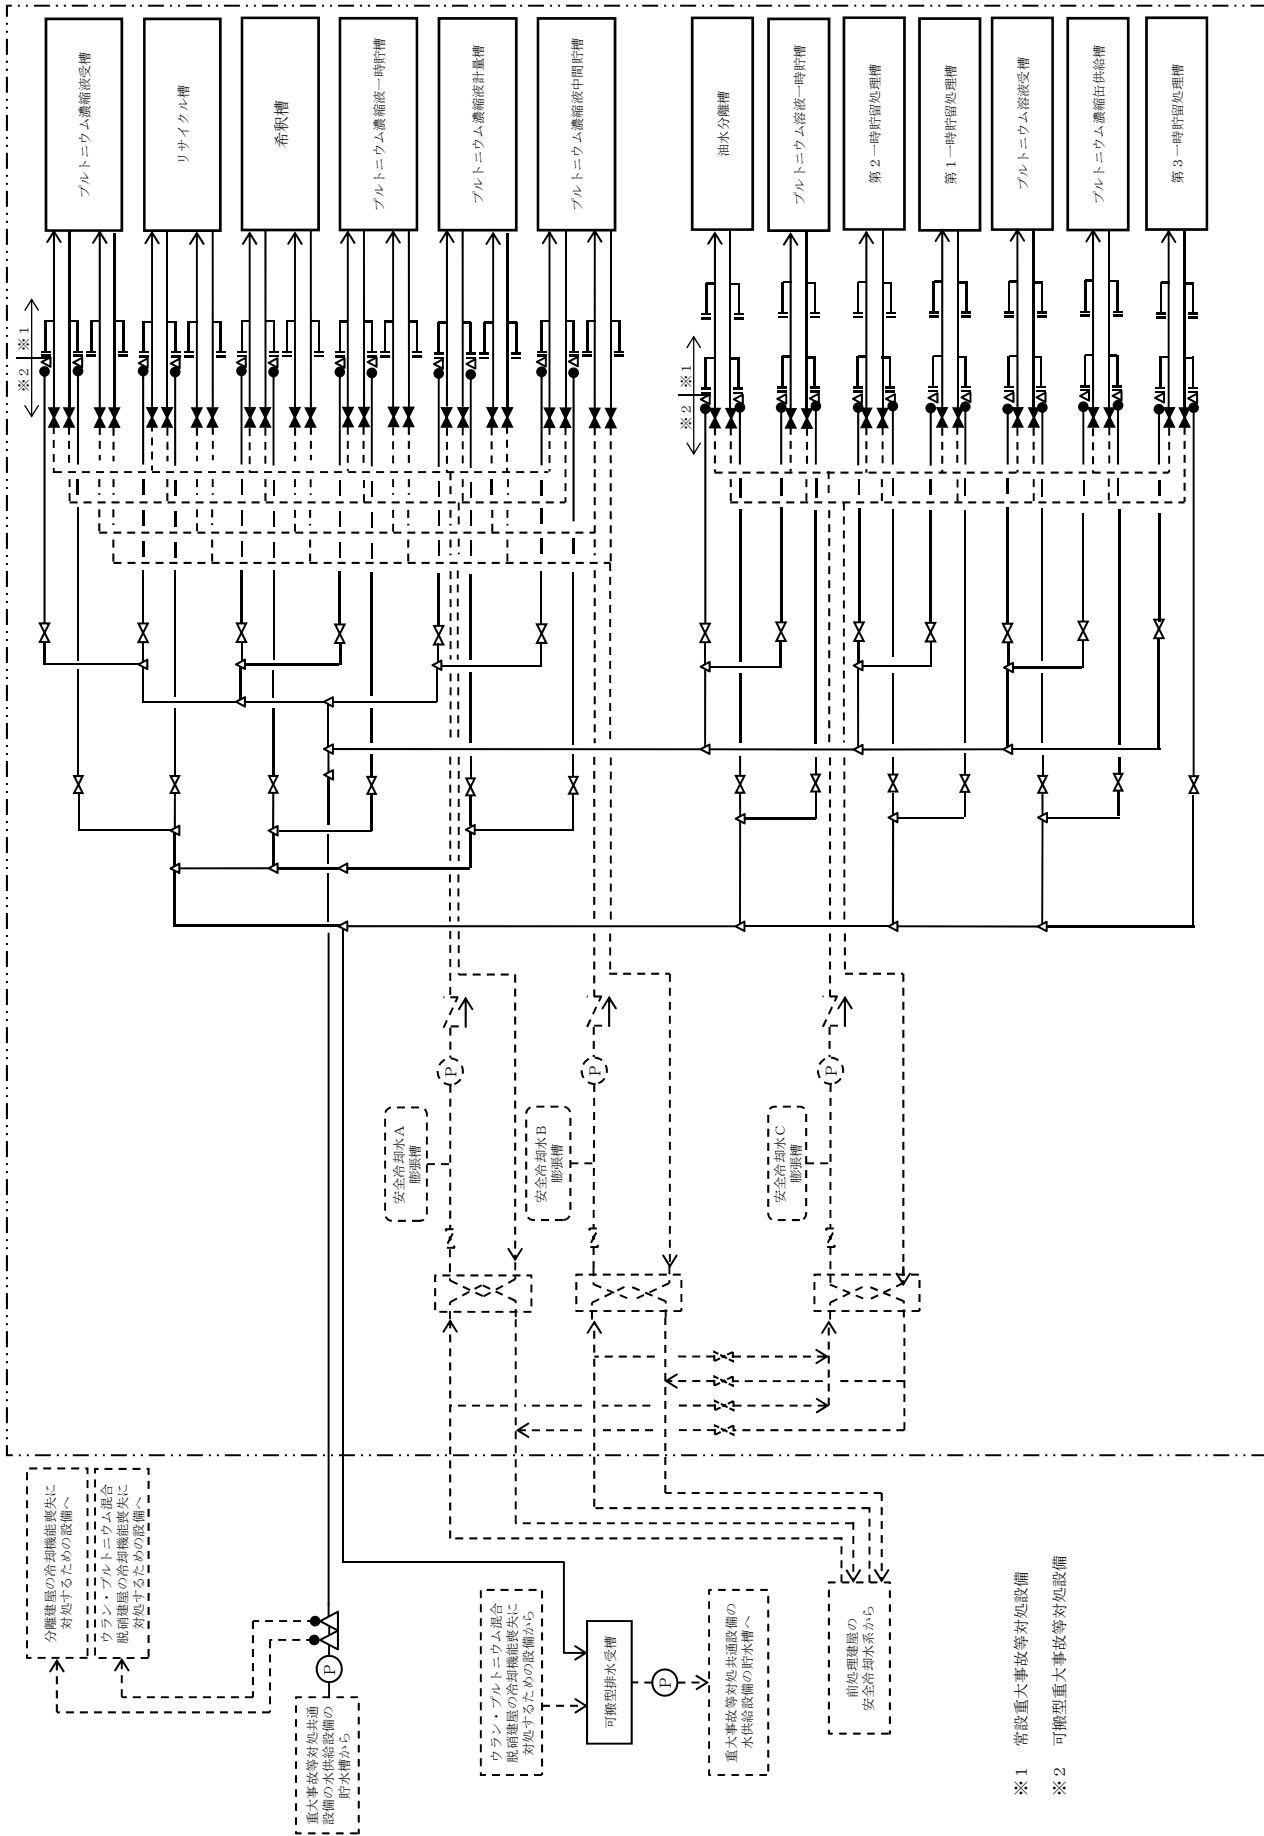 プルトニウム濃縮液受槽
リサイクル槽
希釈槽
プルトニウム濃縮液一時貯槽
プルトニウム濃縮液計量槽
プルトニウム濃縮液中間貯槽
油水分離槽
プルトニウム溶液一時貯槽
第2一時貯留処理槽
第1一時貯留処理槽
プルトニウム溶液受槽
プルトニウム濃縮缶供給槽
第3一時貯留処理槽
※2 ※1
※2 ※1
P
P
P
安全冷却水A
膨張槽
安全冷却水B
膨張槽
安全冷却水C
膨張槽
分離建屋の冷却機能喪失に
対処するための設備へ
ウラン・プルトニウム混合
脱硝建屋の冷却機能喪失に
対処するための設備へ
P
重大事故等対処共通
設備の水供給設備の
貯水槽から
ウラン・プルトニウム混合
脱硝建屋の冷却機能喪失に
対処するための設備から
可搬型排水受槽
P
重大事故等対処共通設備の
水供給設備の貯水槽へ
前処理建屋の
安全冷却水系から
※1 常設重大事故等対処設備
※2 可搬型重大事故等対処設備